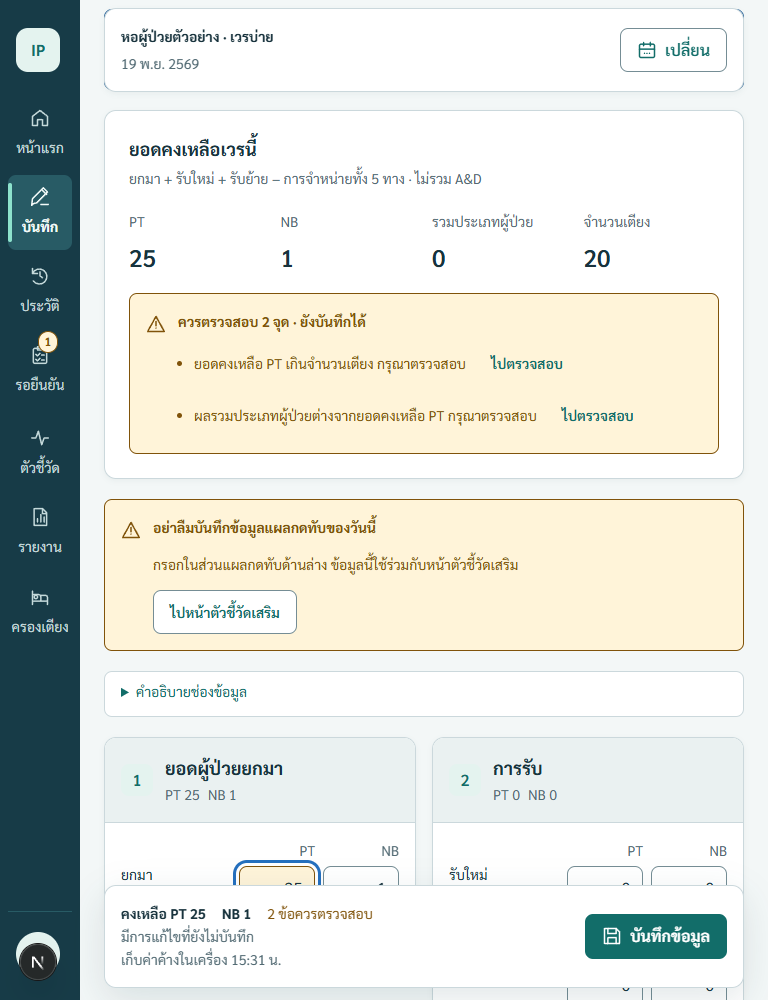 IP
หน้าแรก
บันทึก
ประวัติ
1
รอยืนยัน
ตัวชี้วัด
รายงาน
ครองเตียง
N
หอผู้ป่วยตัวอย่าง · เวรบ่าย
19 พ.ย. 2569
เปลี่ยน
ยอดคงเหลือเวรนี้
ยกมา + รับใหม่ + รับย้าย − การจำหน่ายทั้ง 5 ทาง · ไม่รวม A&D
PT NB รวมประเภทผู้ป่วย จำนวนเตียง
25 1 0 20
ควรตรวจสอบ 2 จุด · ยังบันทึกได้
• ยอดคงเหลือ PT เกินจำนวนเตียง กรุณาตรวจสอบ ไปตรวจสอบ
• ผลรวมประเภทผู้ป่วยต่างจากยอดคงเหลือ PT กรุณาตรวจสอบ ไปตรวจสอบ
อย่าลืมบันทึกข้อมูลแผลกดทับของวันนี้
กรอกในส่วนแผลกดทับด้านล่าง ข้อมูลนี้ใช้ร่วมกับหน้าตัวชี้วัดเสริม
ไปหน้าตัวชี้วัดเสริม
คำอธิบายช่องข้อมูล
1 ยอดผู้ป่วยยกมา
PT 25 NB 1
PT NB
ยกมา
2 การรับ
PT 0 NB 0
PT NB
รับใหม่
คงเหลือ PT 25 NB 1 2 ข้อควรตรวจสอบ
มีการแก้ไขที่ยังไม่บันทึก
เก็บค่าค้างในเครื่อง 15:31 น.
บันทึกข้อมูล